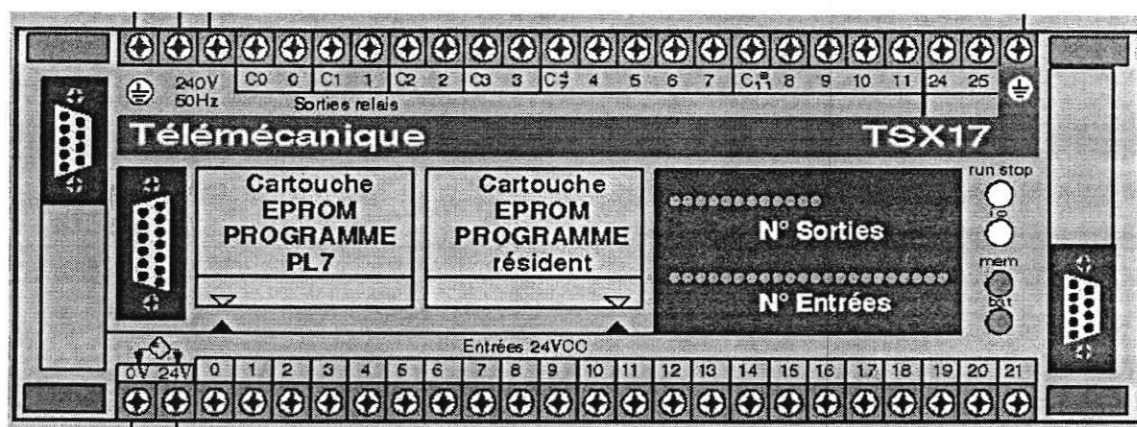 240V C0 0 C1 1 C2 2 C3 3 C 4 5 6 7 C 8 9 10 11 24 25
50Hz
Sorties relais
Télémécanique TSX17
run stop
Cartouche
EPROM
PROGRAMME
PL7
Cartouche
EPROM
PROGRAMME
résident
N° Sorties
N° Entrées
mem
bat
Entrées 24VCC
0V 24V 0 1 2 3 4 5 6 7 8 9 10 11 12 13 14 15 16 17 18 19 20 21